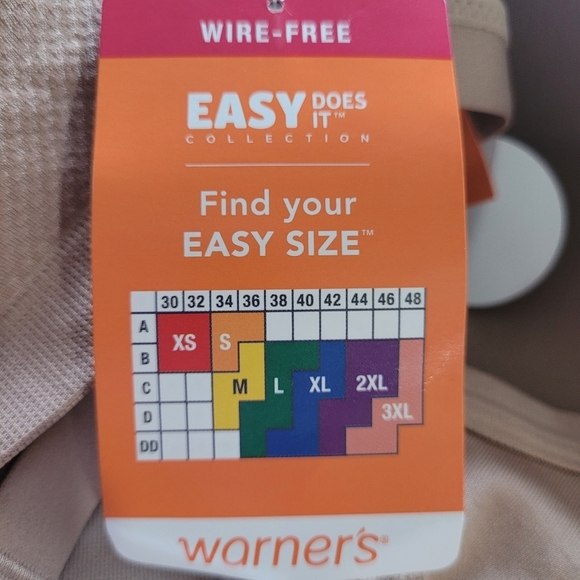 WIRE-FREE
EASY DOES IT™
COLLECTION
Find your
EASY SIZE™
30 32 34 36 38 40 42 44 46 48
A
XS S
B
C M L XL 2XL
D 3XL
DD
warner's®